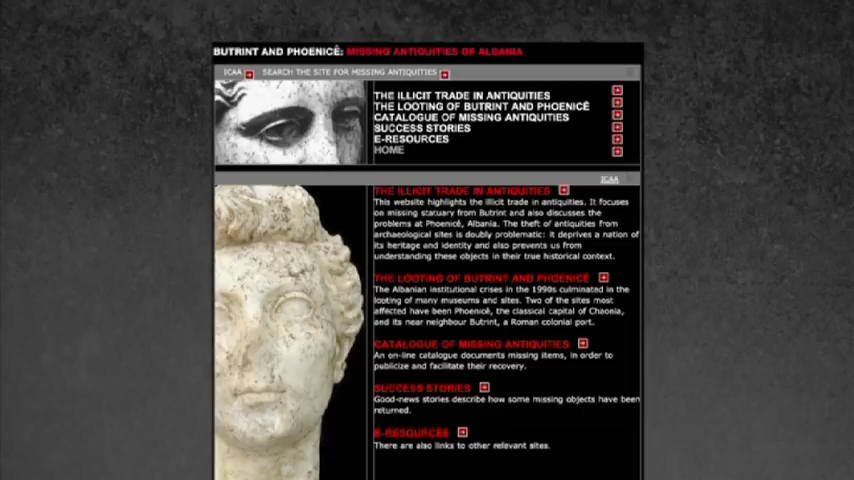 BUTRINT AND PHOENICÊ: MISSING ANTIQUITIES OF ALBANIA
ICAA SEARCH THE SITE FOR MISSING ANTIQUITIES
THE ILLICIT TRADE IN ANTIQUITIES
THE LOOTING OF BUTRINT AND PHOENICÊ
CATALOGUE OF MISSING ANTIQUITIES
SUCCESS STORIES
E-RESOURCES
HOME
ICAA
THE ILLICIT TRADE IN ANTIQUITIES
This website highlights the illicit trade in antiquities. It focuses
on missing statuary from Butrint and also discusses the
problems at Phoenicê, Albania. The theft of antiquities from
archaeological sites is doubly problematic: it deprives a nation of
its heritage and identity and also prevents us from
understanding these objects in their true historical context.
THE LOOTING OF BUTRINT AND PHOENICÊ
The Albanian institutional crises in the 1990s culminated in the
looting of many museums and sites. Two of the sites most
affected have been Phoenicê, the classical capital of Chaonia,
and its near neighbour Butrint, a Roman colonial port.
CATALOGUE OF MISSING ANTIQUITIES
An on-line catalogue documents missing items, in order to
publicize and facilitate their recovery.
SUCCESS STORIES
Good-news stories describe how some missing objects have been
returned.
E-RESOURCES
There are also links to other relevant sites.